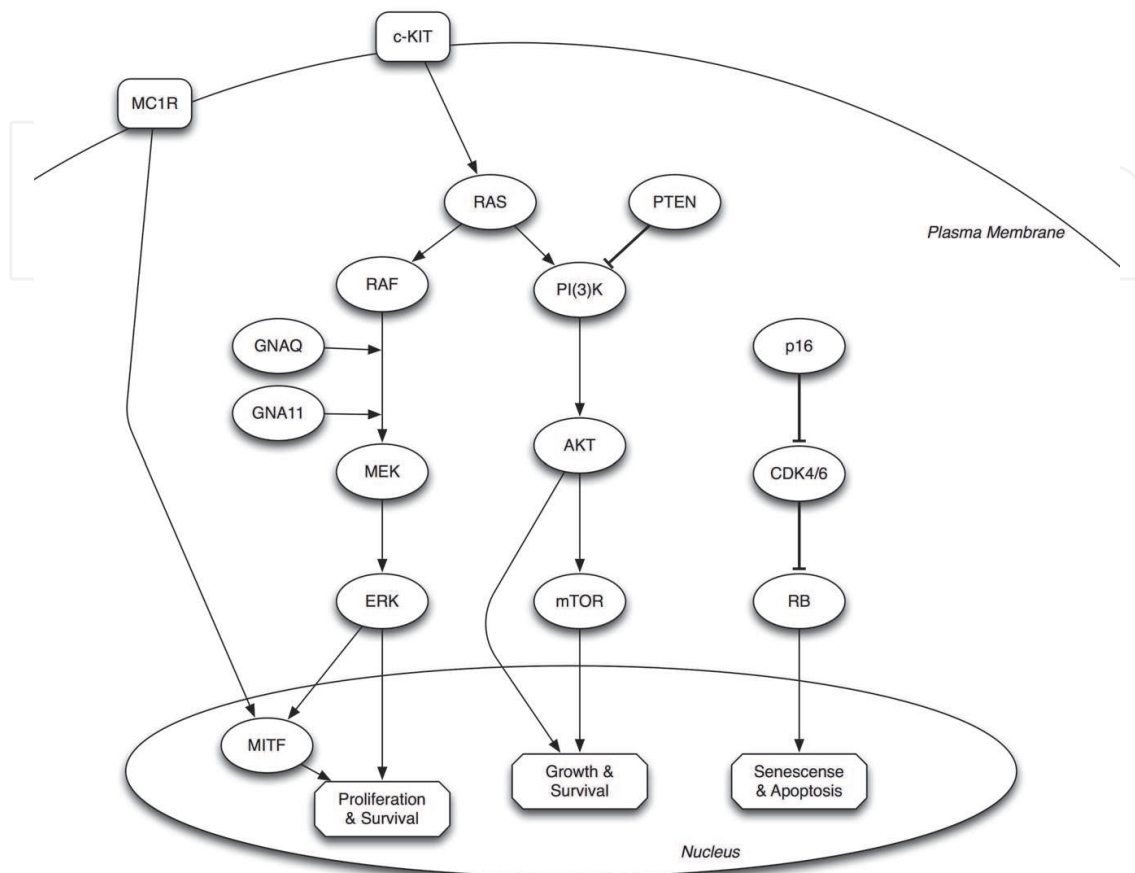 c-KIT
MC1R
RAS
PTEN
Plasma Membrane
RAF
PI(3)K
GNAQ
p16
GNA11
AKT
MEK
CDK4/6
ERK
mTOR
RB
MITF
Growth &
Survival
Senescense
& Apoptosis
Proliferation
& Survival
Nucleus